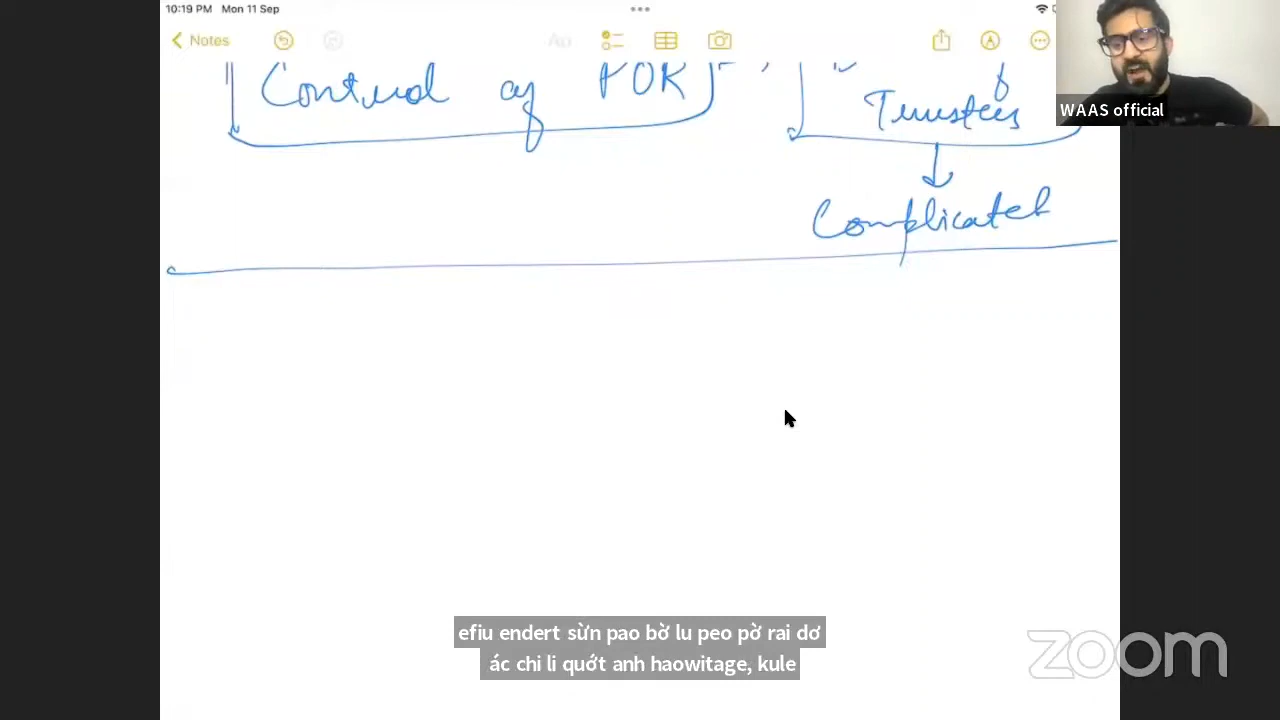 10:19 PM Mon 11 Sep
Notes
Aa
WAAS official
Control of POK
Trustees
Complicated
efiu endert sừn pao bờ lu peo pờ rai dơ
ác chi li quớt anh haowitage, kule
zoom